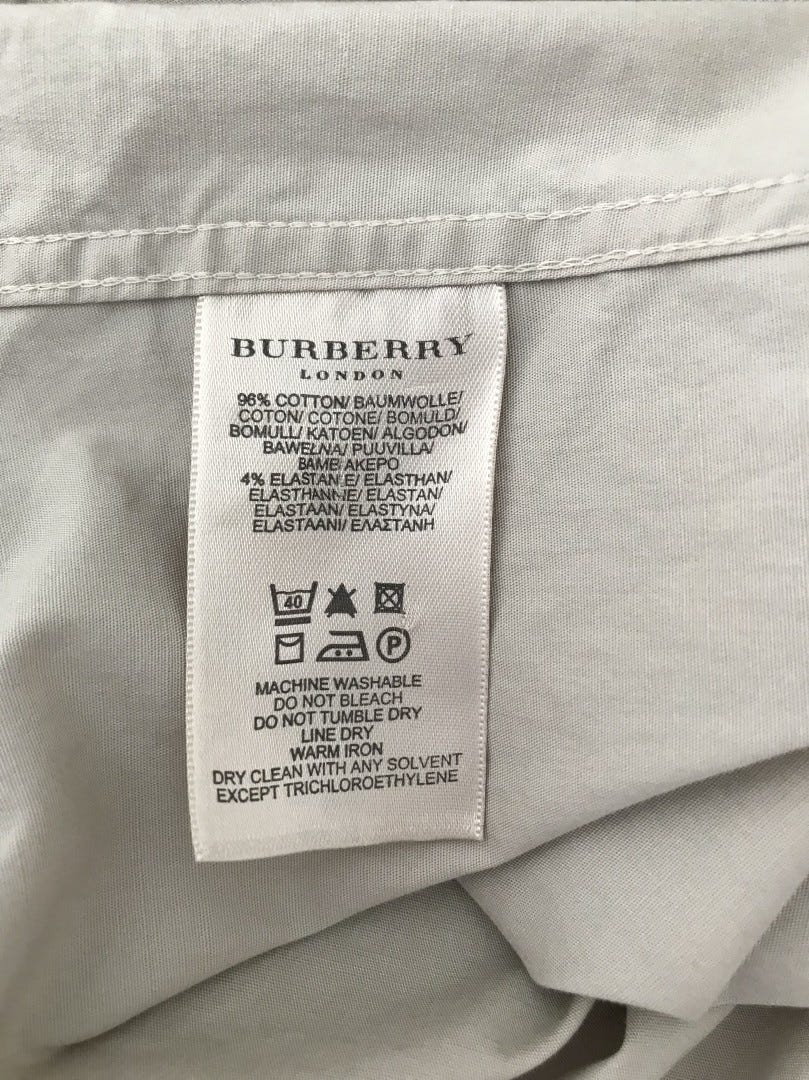 BURBERRY
LONDON
96% COTTON/ BAUMWOLLE/
COTON/ COTONE/ BOMULD/
BOMULL/ KATOEN/ ALGODON/
BAWEŁNA/ PUUVILLA/
ΒΑΜΒΑΚΕΡΟ
4% ELASTANE/ ELASTHAN/
ELASTHANNE/ ELASTAN/
ELASTAAN/ ELASTYNA/
ELASTAANI/ ΕΛΑΣΤΑΝΗ
40
P
MACHINE WASHABLE
DO NOT BLEACH
DO NOT TUMBLE DRY
LINE DRY
WARM IRON
DRY CLEAN WITH ANY SOLVENT
EXCEPT TRICHLOROETHYLENE